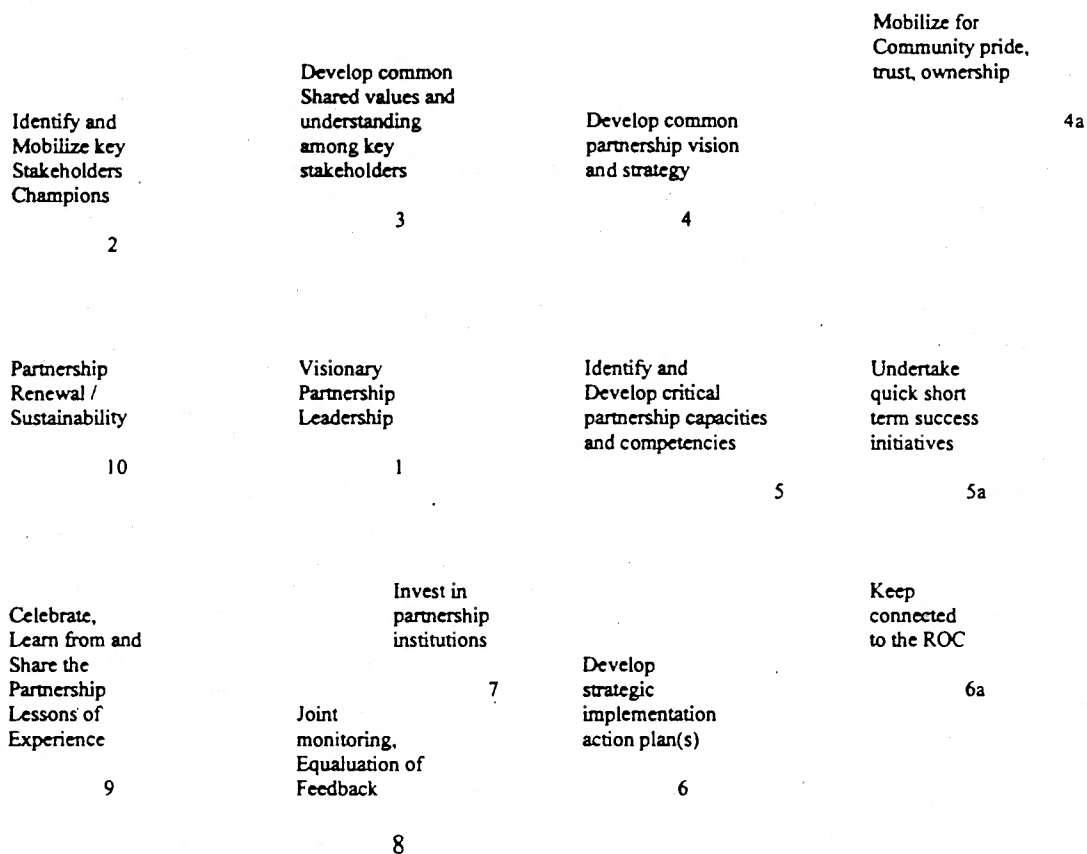 Mobilize for
Community pride,
trust, ownership
4a
Develop common
Shared values and
understanding
among key
stakeholders
3
Identify and
Mobilize key
Stakeholders
Champions
2
Develop common
partnership vision
and strategy
4
Partnership
Renewal /
Sustainability
10
Visionary
Partnership
Leadership
1
Identify and
Develop critical
partnership capacities
and competencies
5
Undertake
quick short
term success
initiatives
5a
Celebrate,
Learn from and
Share the
Partnership
Lessons of
Experience
9
Invest in
partnership
institutions
7
Joint
monitoring,
Equaluation of
Feedback
8
Develop
strategic
implementation
action plan(s)
6
Keep
connected
to the ROC
6a